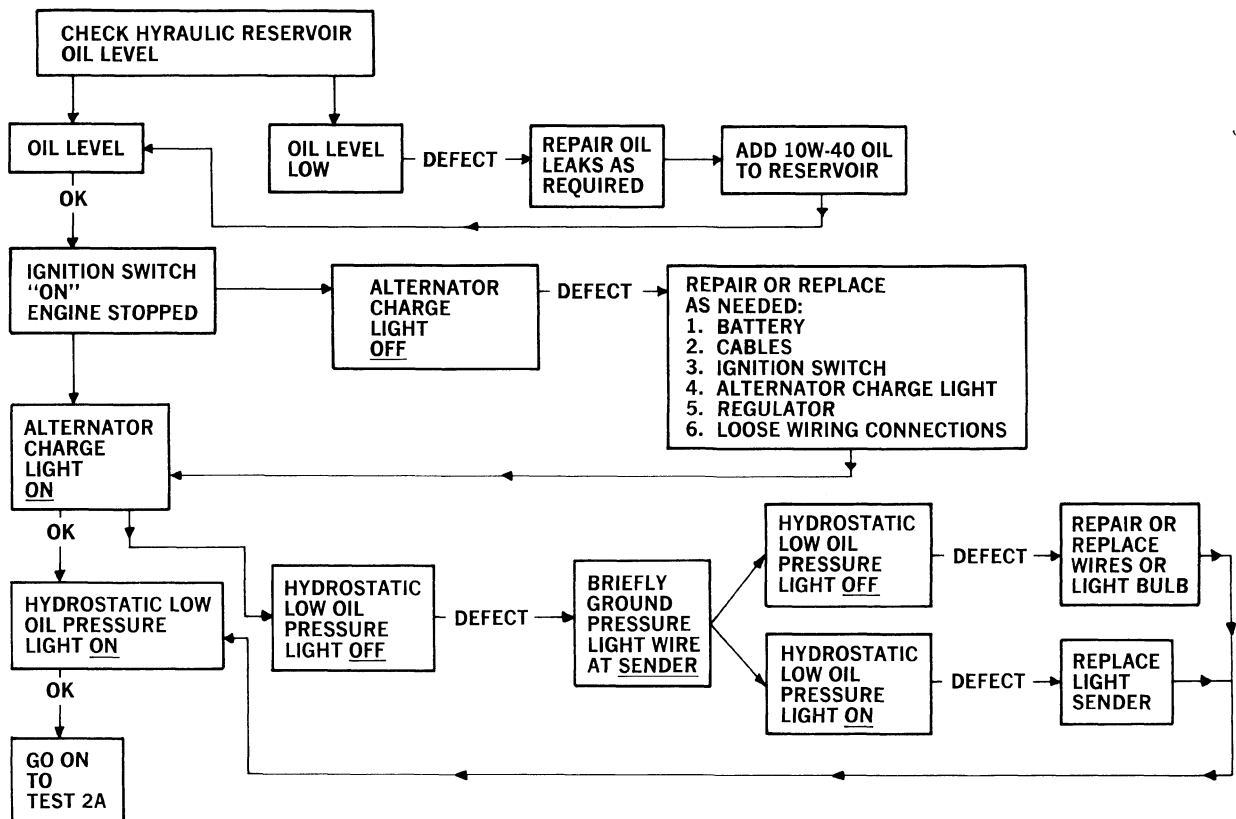 CHECK HYRAULIC RESERVOIR
OIL LEVEL
OIL LEVEL
OIL LEVEL
LOW
DEFECT
REPAIR OIL
LEAKS AS
REQUIRED
ADD 10W-40 OIL
TO RESERVOIR
OK
IGNITION SWITCH
"ON"
ENGINE STOPPED
ALTERNATOR
CHARGE
LIGHT
OFF
DEFECT
REPAIR OR REPLACE
AS NEEDED:
1. BATTERY
2. CABLES
3. IGNITION SWITCH
4. ALTERNATOR CHARGE LIGHT
5. REGULATOR
6. LOOSE WIRING CONNECTIONS
ALTERNATOR
CHARGE
LIGHT
ON
OK
HYDROSTATIC LOW
OIL PRESSURE
LIGHT ON
HYDROSTATIC
LOW OIL
PRESSURE
LIGHT OFF
DEFECT
BRIEFLY
GROUND
PRESSURE
LIGHT WIRE
AT SENDER
HYDROSTATIC
LOW OIL
PRESSURE
LIGHT OFF
DEFECT
REPAIR OR
REPLACE
WIRES OR
LIGHT BULB
HYDROSTATIC
LOW OIL
PRESSURE
LIGHT ON
DEFECT
REPLACE
LIGHT
SENDER
OK
GO ON
TO
TEST 2A